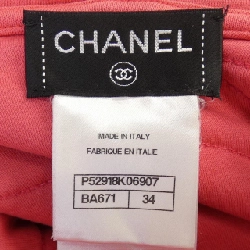 CHANEL
MADE IN ITALY
FABRIQUE EN ITALIE
P52918K06907
BA671 34